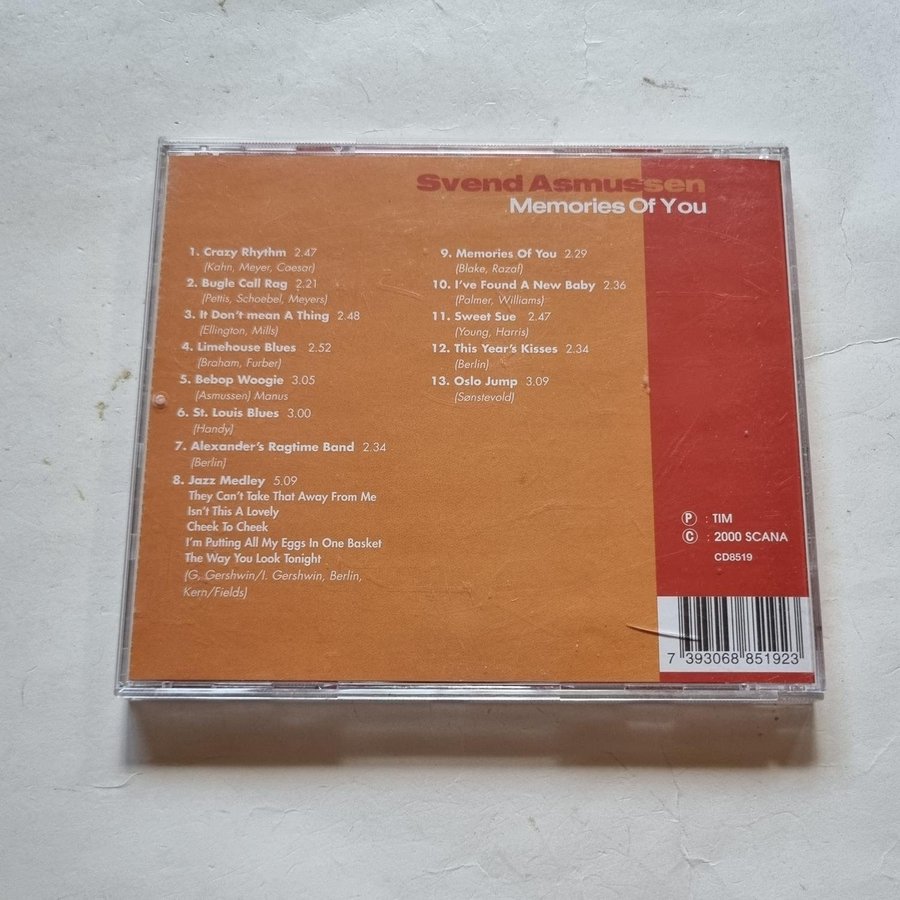 Svend Asmussen
Memories Of You
1. Crazy Rhythm 2.47
(Kahn, Meyer, Caesar)
2. Bugle Call Rag 2.21
(Pettis, Schoebel, Meyers)
3. It Don't mean A Thing 2.48
(Ellington, Mills)
4. Limehouse Blues 2.52
(Braham, Furber)
5. Bebop Woogie 3.05
(Asmussen) Manus
6. St. Louis Blues 3.00
(Handy)
7. Alexander's Ragtime Band 2.34
(Berlin)
8. Jazz Medley 5.09
They Can't Take That Away From Me
Isn't This A Lovely
Cheek To Cheek
I'm Putting All My Eggs In One Basket
The Way You Look Tonight
(G, Gershwin/I. Gershwin, Berlin,
Kern/Fields)
9. Memories Of You 2.29
(Blake, Razaf)
10. I've Found A New Baby 2.36
(Palmer, Williams)
11. Sweet Sue 2.47
(Young, Harris)
12. This Year's Kisses 2.34
(Berlin)
13. Oslo Jump 3.09
(Sønstevold)
Ⓟ : TIM
Ⓒ : 2000 SCANA
CD8519
7 393068 851923